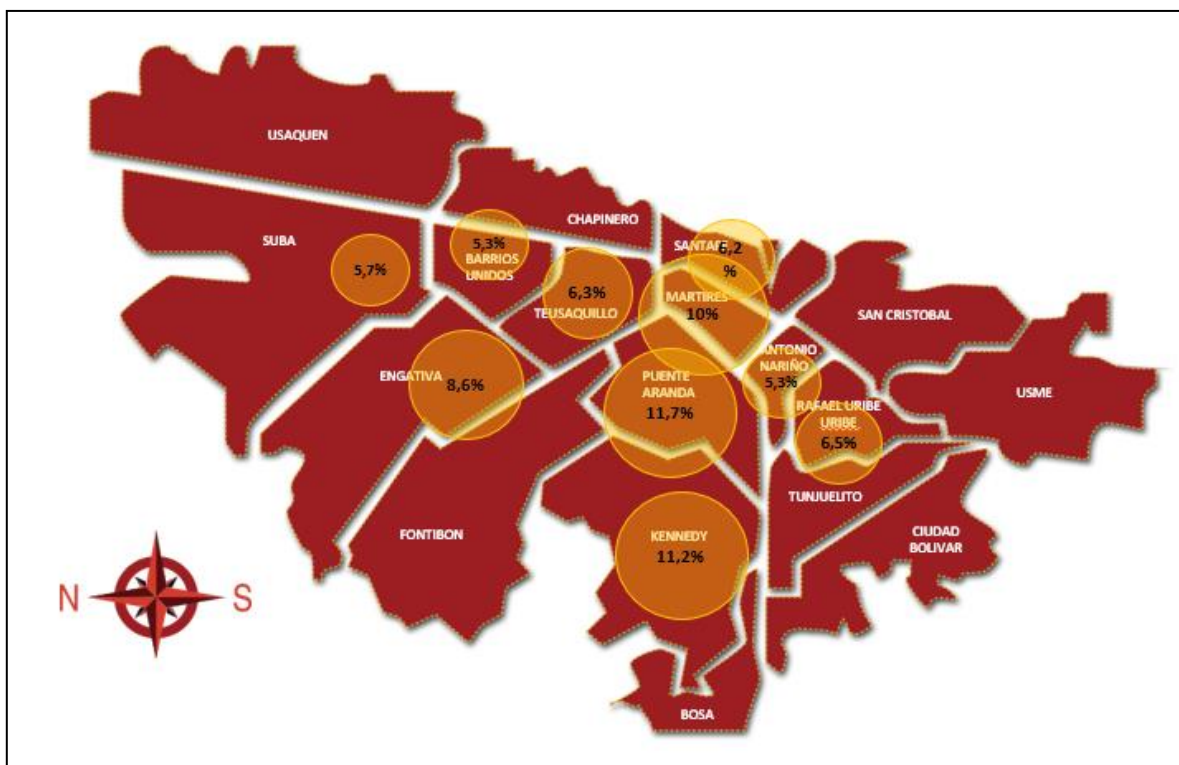 USAQUEN
CHAPINERO
SUBA
5,7%
5,3%
BARRIOS
UNIDOS
6,3%
TEUSAQUILLO
SANTAFE
6,2
%
MARTIRES
10%
SAN CRISTOBAL
ENGATIVA
8,6%
PUENTE
ARANDA
11,7%
ANTONIO
NARIÑO
5,3%
RAFAEL URIBE
URIBE
6,5%
USME
TUNJUELITO
FONTIBON
KENNEDY
11,2%
CIUDAD
BOLIVAR
N
S
BOSA